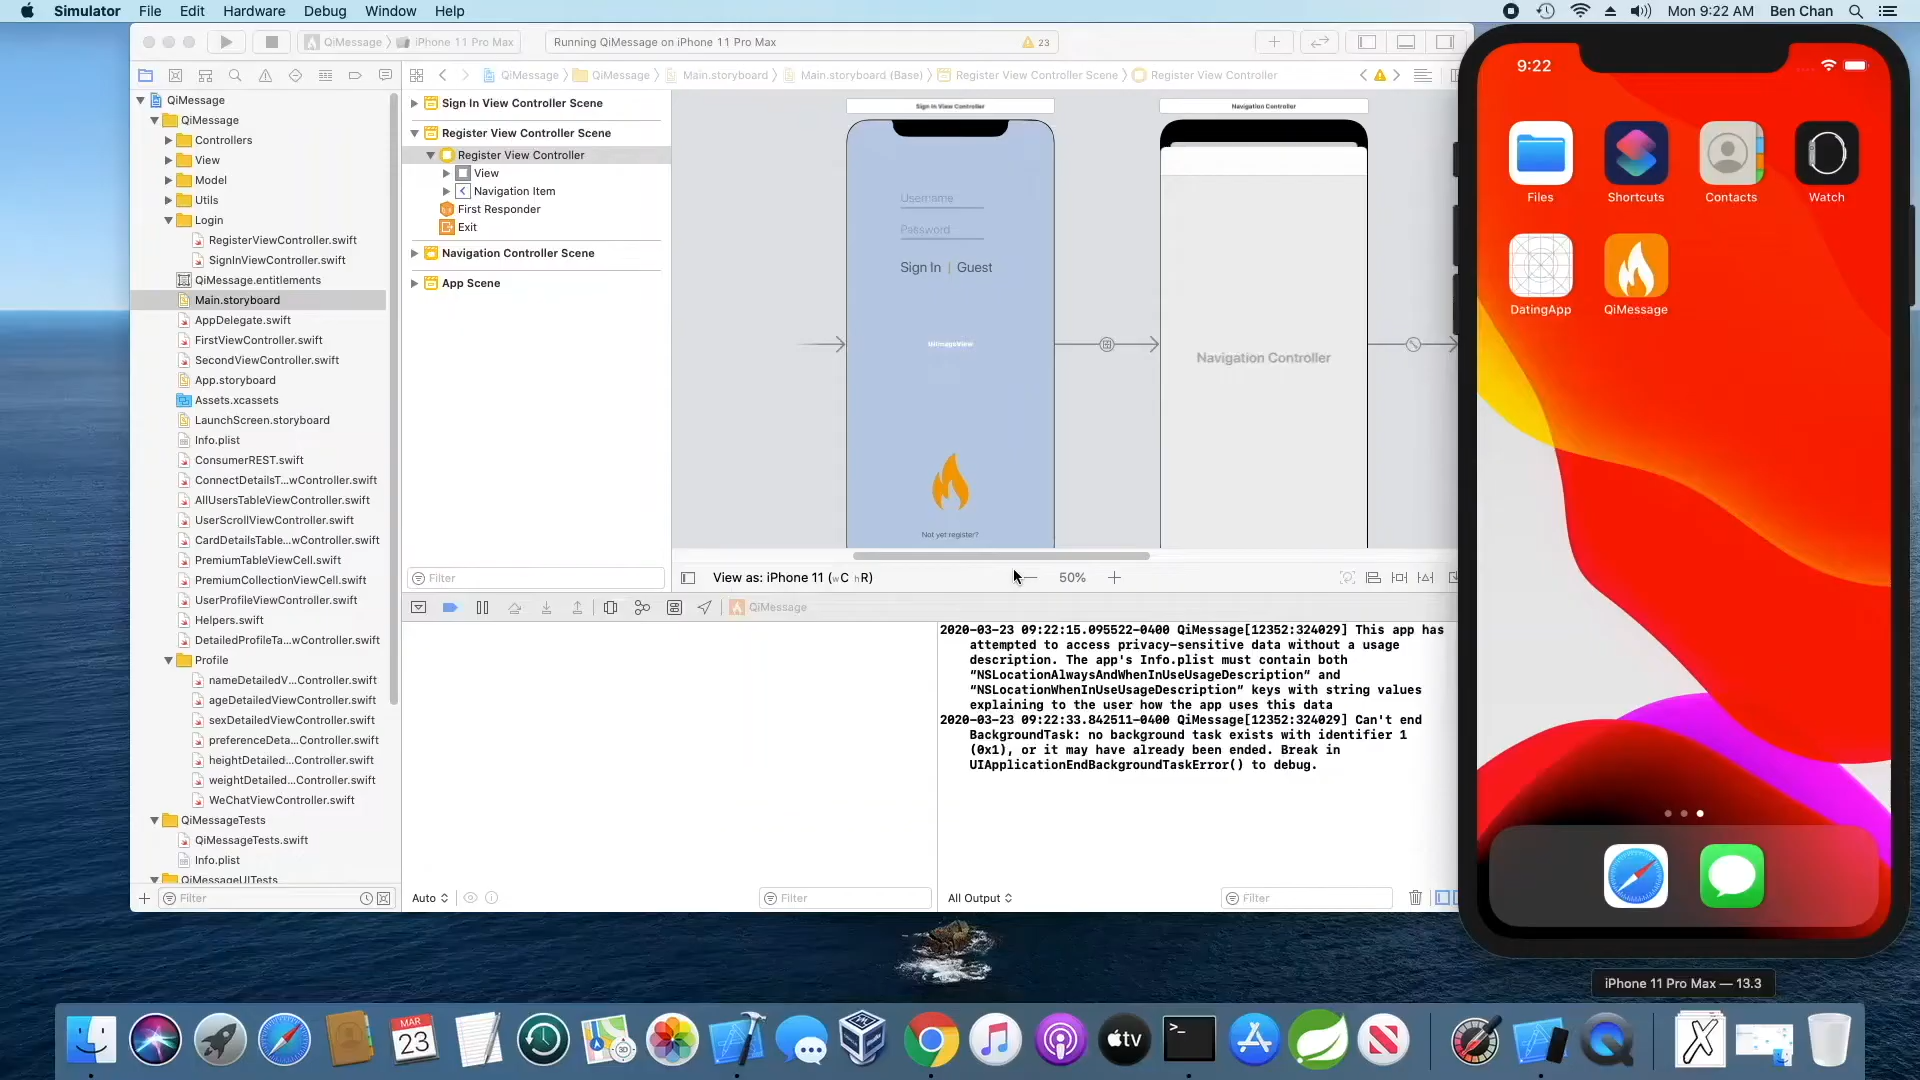 Simulator File Edit Hardware Debug Window Help
Mon 9:22 AM Ben Chan
QiMessage iPhone 11 Pro Max
Running QiMessage on iPhone 11 Pro Max
23
QiMessage QiMessage Main.storyboard Main.storyboard (Base) Register View Controller Scene Register View Controller
QiMessage
QiMessage
Controllers
View
Model
Utils
Login
RegisterViewController.swift
SignInViewController.swift
QiMessage.entitlements
Main.storyboard
AppDelegate.swift
FirstViewController.swift
SecondViewController.swift
App.storyboard
Assets.xcassets
LaunchScreen.storyboard
Info.plist
ConsumerREST.swift
ConnectDetailsT...wController.swift
AllUsersTableViewController.swift
UserScrollViewController.swift
CardDetailsTable...wController.swift
PremiumTableViewCell.swift
PremiumCollectionViewCell.swift
UserProfileViewController.swift
Helpers.swift
DetailedProfileTa...wController.swift
Profile
nameDetailedV...Controller.swift
ageDetailedViewController.swift
sexDetailedViewController.swift
preferenceDeta...Controller.swift
heightDetailed...Controller.swift
weightDetailed...Controller.swift
WeChatViewController.swift
QiMessageTests
QiMessageTests.swift
Info.plist
QiMessageUITests
Filter
Sign In View Controller Scene
Register View Controller Scene
Register View Controller
View
Navigation Item
First Responder
Exit
Navigation Controller Scene
App Scene
Filter
Sign In View Controller
Username
Password
Sign In | Guest
UIImageView
Not yet register?
Navigation Controller
Navigation Controller
View as: iPhone 11 (wC hR)
50%
QiMessage
2020-03-23 09:22:15.095522-0400 QiMessage[12352:324029] This app has
attempted to access privacy-sensitive data without a usage
description. The app's Info.plist must contain both
“NSLocationAlwaysAndWhenInUseUsageDescription” and
“NSLocationWhenInUseUsageDescription” keys with string values
explaining to the user how the app uses this data
2020-03-23 09:22:33.842511-0400 QiMessage[12352:324029] Can't end
BackgroundTask: no background task exists with identifier 1
(0x1), or it may have already been ended. Break in
UIApplicationEndBackgroundTaskError() to debug.
Auto
Filter
All Output
Filter
9:22
Files Shortcuts Contacts Watch
DatingApp QiMessage
iPhone 11 Pro Max — 13.3
MAR
23
3D
tv
>_